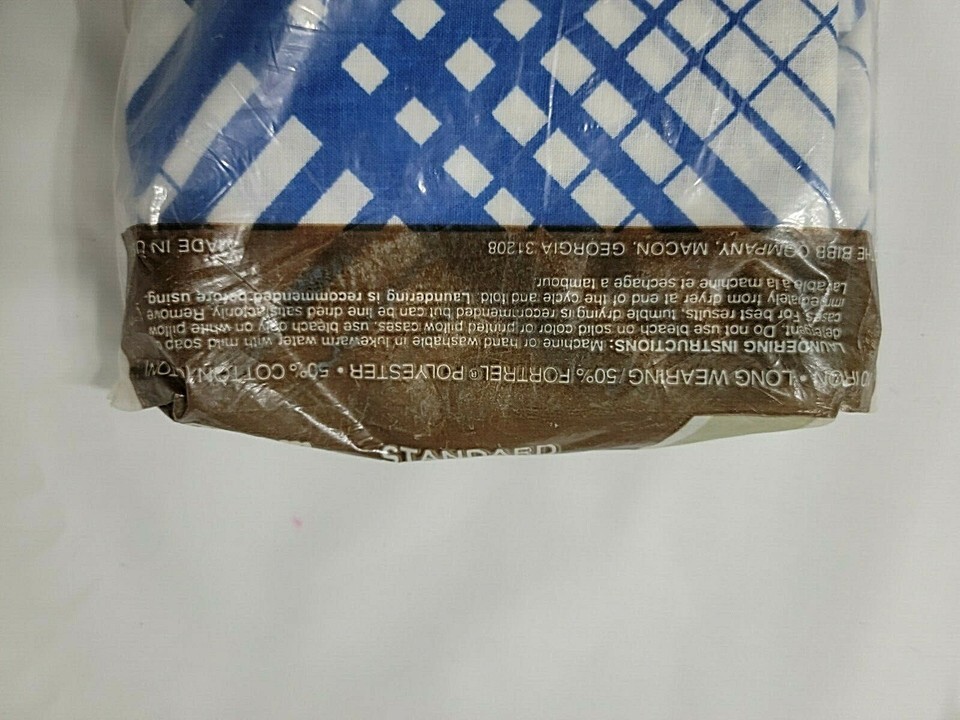 STANDARD
• LONG WEARING/50% FORTREL® POLYESTER • 50% COTTON
LAUNDERING INSTRUCTIONS: Machine or hand washable in lukewarm water with mild soap
detergent. Do not use bleach on solid color or printed pillow cases, use bleach only on white pillow
cases For best results, tumble drying is recommended but can be line dried satisfactorily. Remove
immediately from dryer at end of the cycle and fold. Laundering is recommended before using.
Lavable à la machine et sechage a tambour
THE BIBB COMPANY, MACON, GEORGIA 31208 MADE IN U